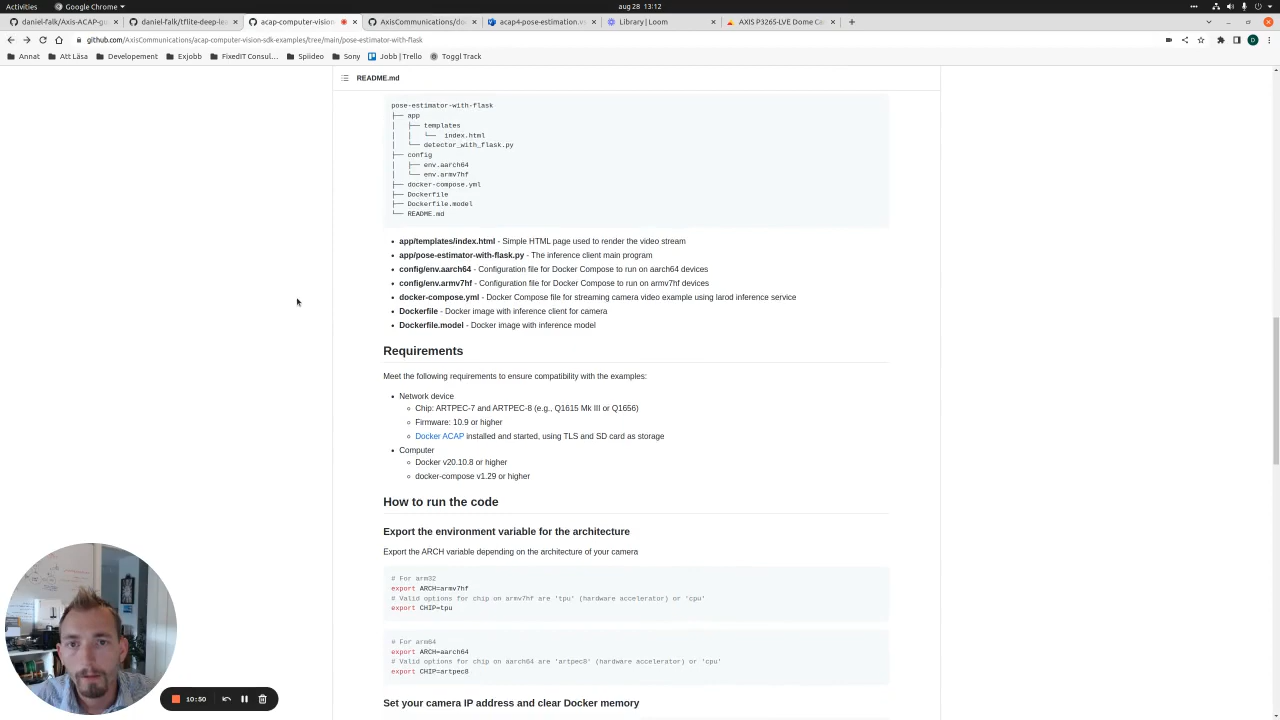 Activities
Google Chrome
aug 28 13:12
daniel-falk/Axis-ACAP-gu
daniel-falk/tflite-deep-lea
acap-computer-vision
AxisCommunications/do
acap4-pose-estimation.vs
Library | Loom
AXIS P3265-LVE Dome Ca
github.com/AxisCommunications/acap-computer-vision-sdk-examples/tree/main/pose-estimator-with-flask
Annat
Att Läsa
Developement
Exjobb
FixedIT Consul...
Spiideo
Sony
Jobb | Trello
Toggl Track
README.md
pose-estimator-with-flask
├── app
│   ├── templates
│   │   └── index.html
│   └── detector_with_flask.py
├── config
│   ├── env.aarch64
│   └── env.armv7hf
├── docker-compose.yml
├── Dockerfile
├── Dockerfile.model
└── README.md
• app/templates/index.html - Simple HTML page used to render the video stream
• app/pose-estimator-with-flask.py - The inference client main program
• config/env.aarch64 - Configuration file for Docker Compose to run on aarch64 devices
• config/env.armv7hf - Configuration file for Docker Compose to run on armv7hf devices
• docker-compose.yml - Docker Compose file for streaming camera video example using larod inference service
• Dockerfile - Docker image with inference client for camera
• Dockerfile.model - Docker image with inference model
Requirements
Meet the following requirements to ensure compatibility with the examples:
• Network device
◦ Chip: ARTPEC-7 and ARTPEC-8 (e.g., Q1615 Mk III or Q1656)
◦ Firmware: 10.9 or higher
◦ Docker ACAP installed and started, using TLS and SD card as storage
• Computer
◦ Docker v20.10.8 or higher
◦ docker-compose v1.29 or higher
How to run the code
Export the environment variable for the architecture
Export the ARCH variable depending on the architecture of your camera
# For arm32
export ARCH=armv7hf
# Valid options for chip on armv7hf are 'tpu' (hardware accelerator) or 'cpu'
export CHIP=tpu
# For arm64
export ARCH=aarch64
# Valid options for chip on aarch64 are 'artpec8' (hardware accelerator) or 'cpu'
export CHIP=artpec8
Set your camera IP address and clear Docker memory
10:50